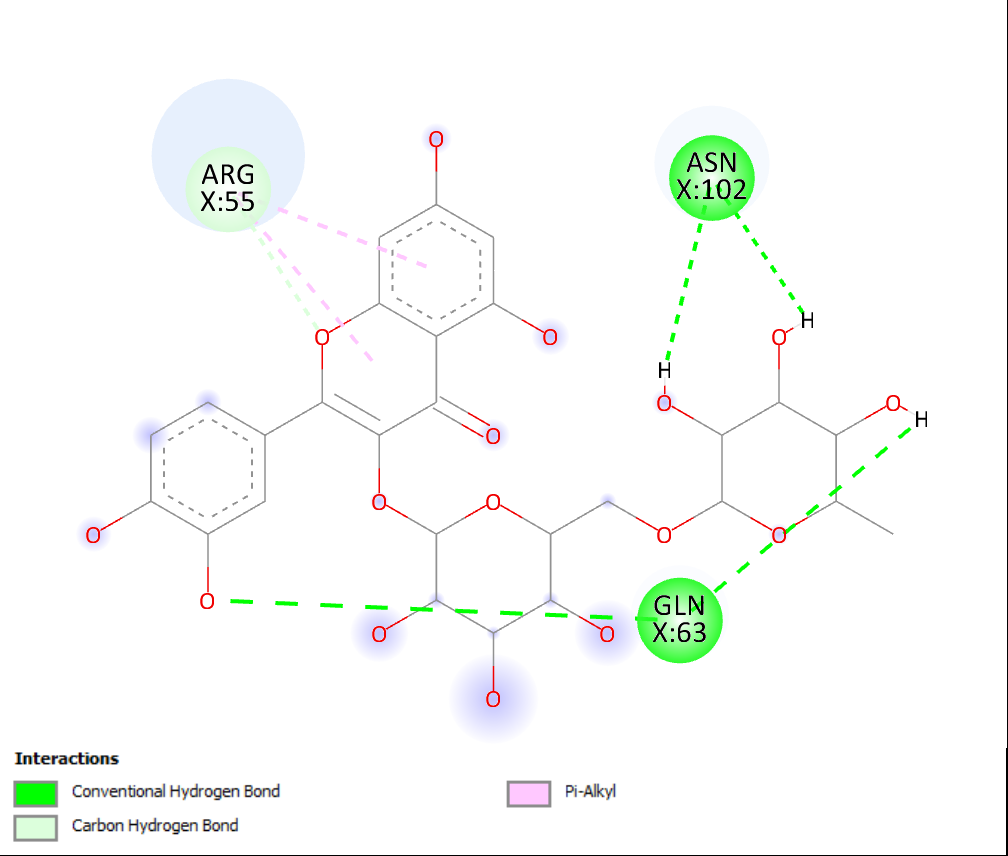 O
ARG
X:55
ASN
X:102
H
O
O
O
H
O
O
H
O
O
O
O
O
O
O
O
GLN
X:63
O
O
O
Interactions
Conventional Hydrogen Bond
Pi-Alkyl
Carbon Hydrogen Bond